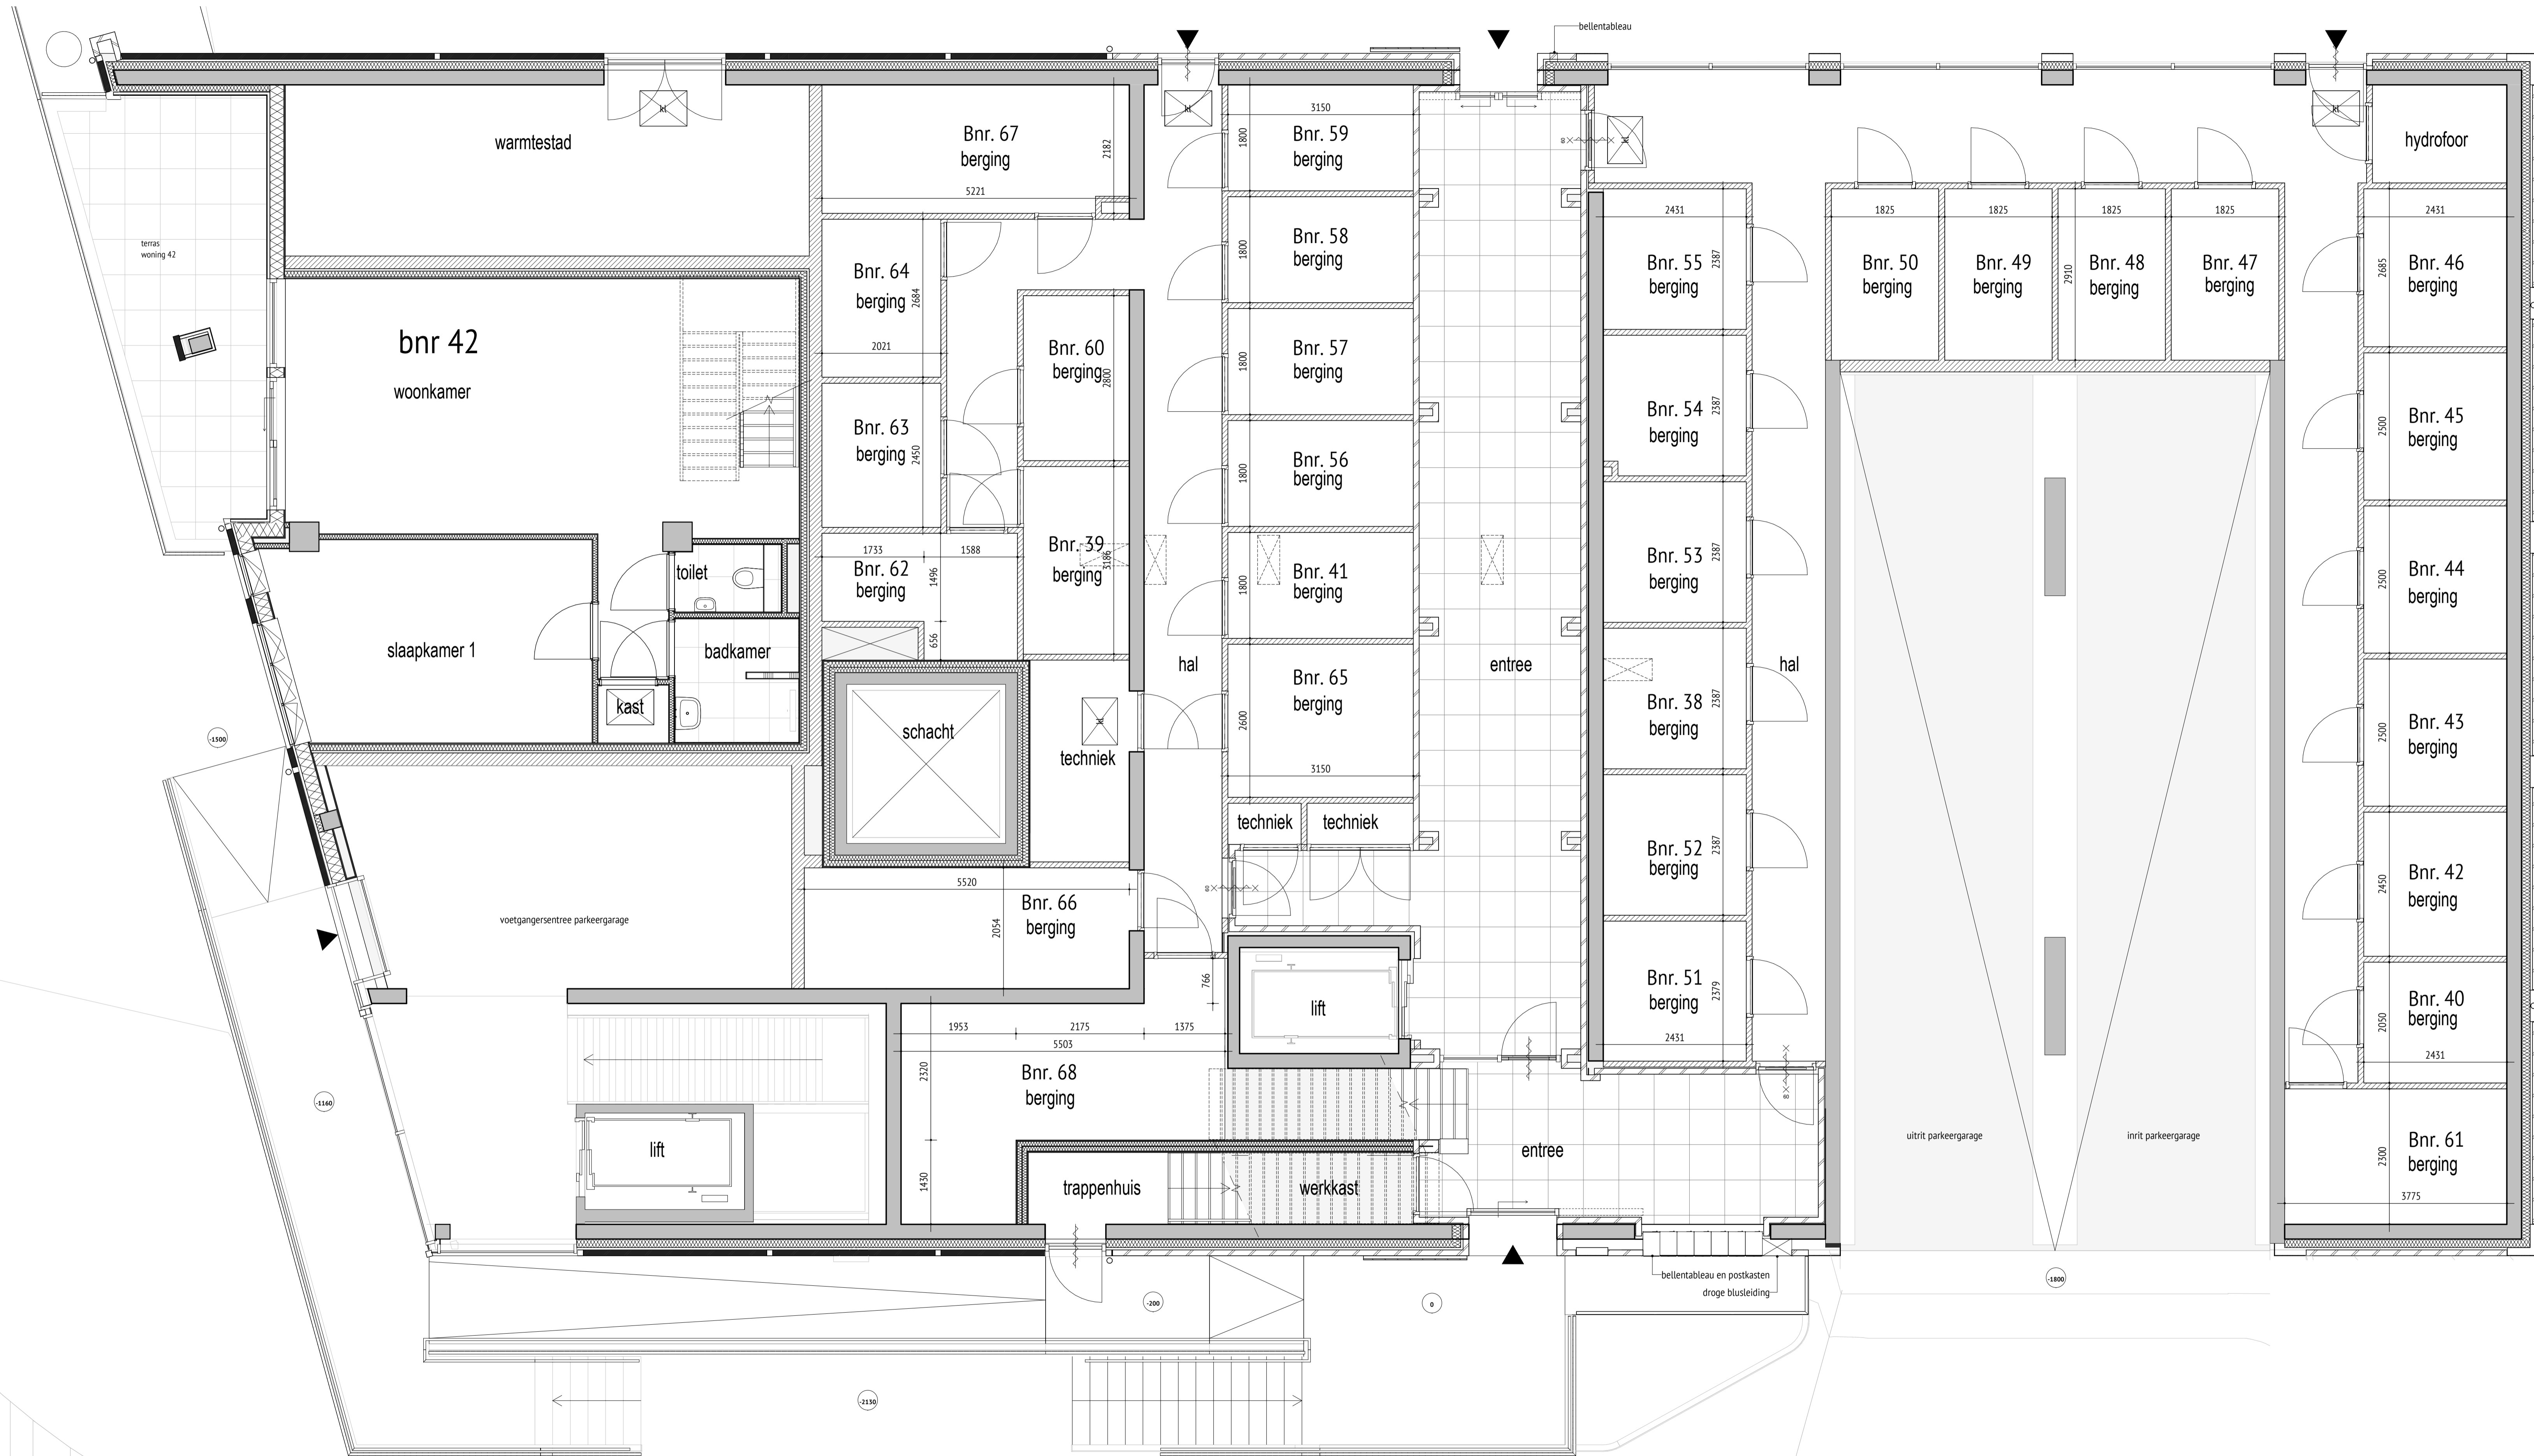 bellentableau
kl
kl
kl
kl
warmtestad
Bnr. 67
berging
2182
5221
3150
1800
Bnr. 59
berging
60
hydrofoor
terras
woning 42
Bnr. 64
berging
2684
2021
1800
Bnr. 58
berging
2431
Bnr. 55
berging
2387
1825
1825
1825
1825
Bnr. 50
berging
Bnr. 49
berging
2910
Bnr. 48
berging
Bnr. 47
berging
2431
2685
Bnr. 46
berging
bnr 42
woonkamer
Bnr. 60
berging
2800
1800
Bnr. 57
berging
Bnr. 54
berging
2387
2500
Bnr. 45
berging
Bnr. 63
berging
2450
1800
Bnr. 56
berging
1733
1588
Bnr. 62
berging
1496
656
Bnr. 39
berging
3186
1800
Bnr. 41
berging
Bnr. 53
berging
2387
2500
Bnr. 44
berging
toilet
slaapkamer 1
badkamer
kast
hal
2600
Bnr. 65
berging
3150
entree
hal
Bnr. 38
berging
2387
2500
Bnr. 43
berging
-1500
schacht
kl
techniek
techniek
techniek
Bnr. 52
berging
2387
2450
Bnr. 42
berging
5520
2054
Bnr. 66
berging
60
voetgangersentree parkeergarage
766
lift
Bnr. 51
berging
2379
2431
2050
Bnr. 40
berging
2431
1953
2175
1375
5503
2320
Bnr. 68
berging
60
-1160
lift
1430
trappenhuis
werkkast
entree
uitrit parkeergarage
inrit parkeergarage
2300
Bnr. 61
berging
3775
bellentableau en postkasten
droge blusleiding
-200
0
-1800
-2130